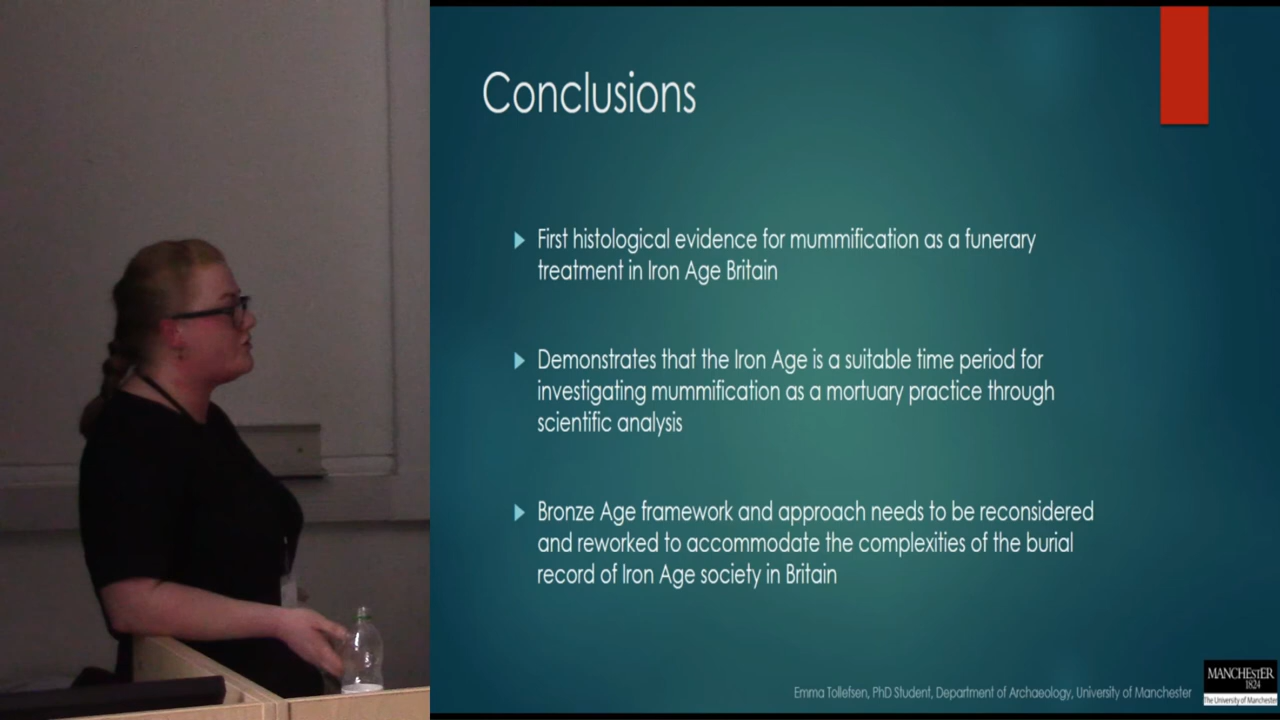 Conclusions
First histological evidence for mummification as a funerary
treatment in Iron Age Britain
Demonstrates that the Iron Age is a suitable time period for
investigating mummification as a mortuary practice through
scientific analysis
Bronze Age framework and approach needs to be reconsidered
and reworked to accommodate the complexities of the burial
record of Iron Age society in Britain
Emma Tollefsen, PhD Student, Department of Archaeology, University of Manchester
MANCHESTER
1824
The University of Manchester